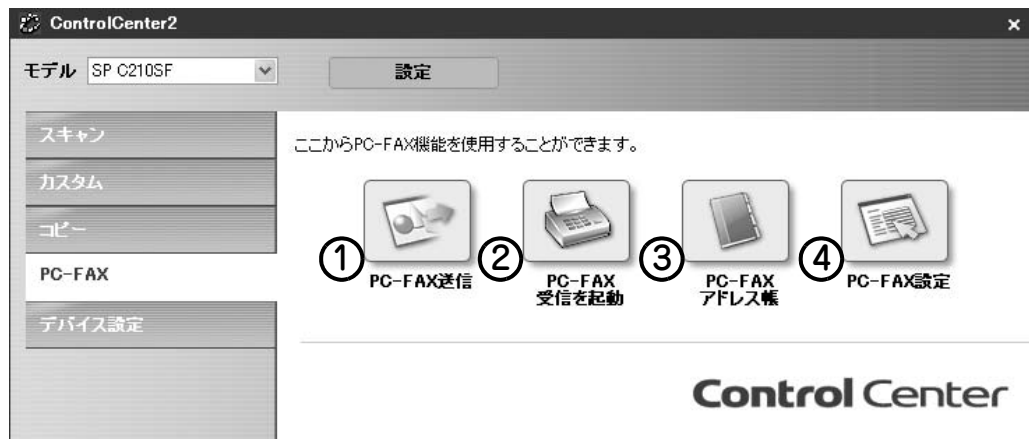 ControlCenter2
モデル SP C210SF 設定
スキャン
カスタム
コピー
PC-FAX
デバイス設定
ここからPC-FAX機能を使用することができます。
① PC-FAX送信
② PC-FAX
受信を起動
③ PC-FAX
アドレス帳
④ PC-FAX設定
Control Center